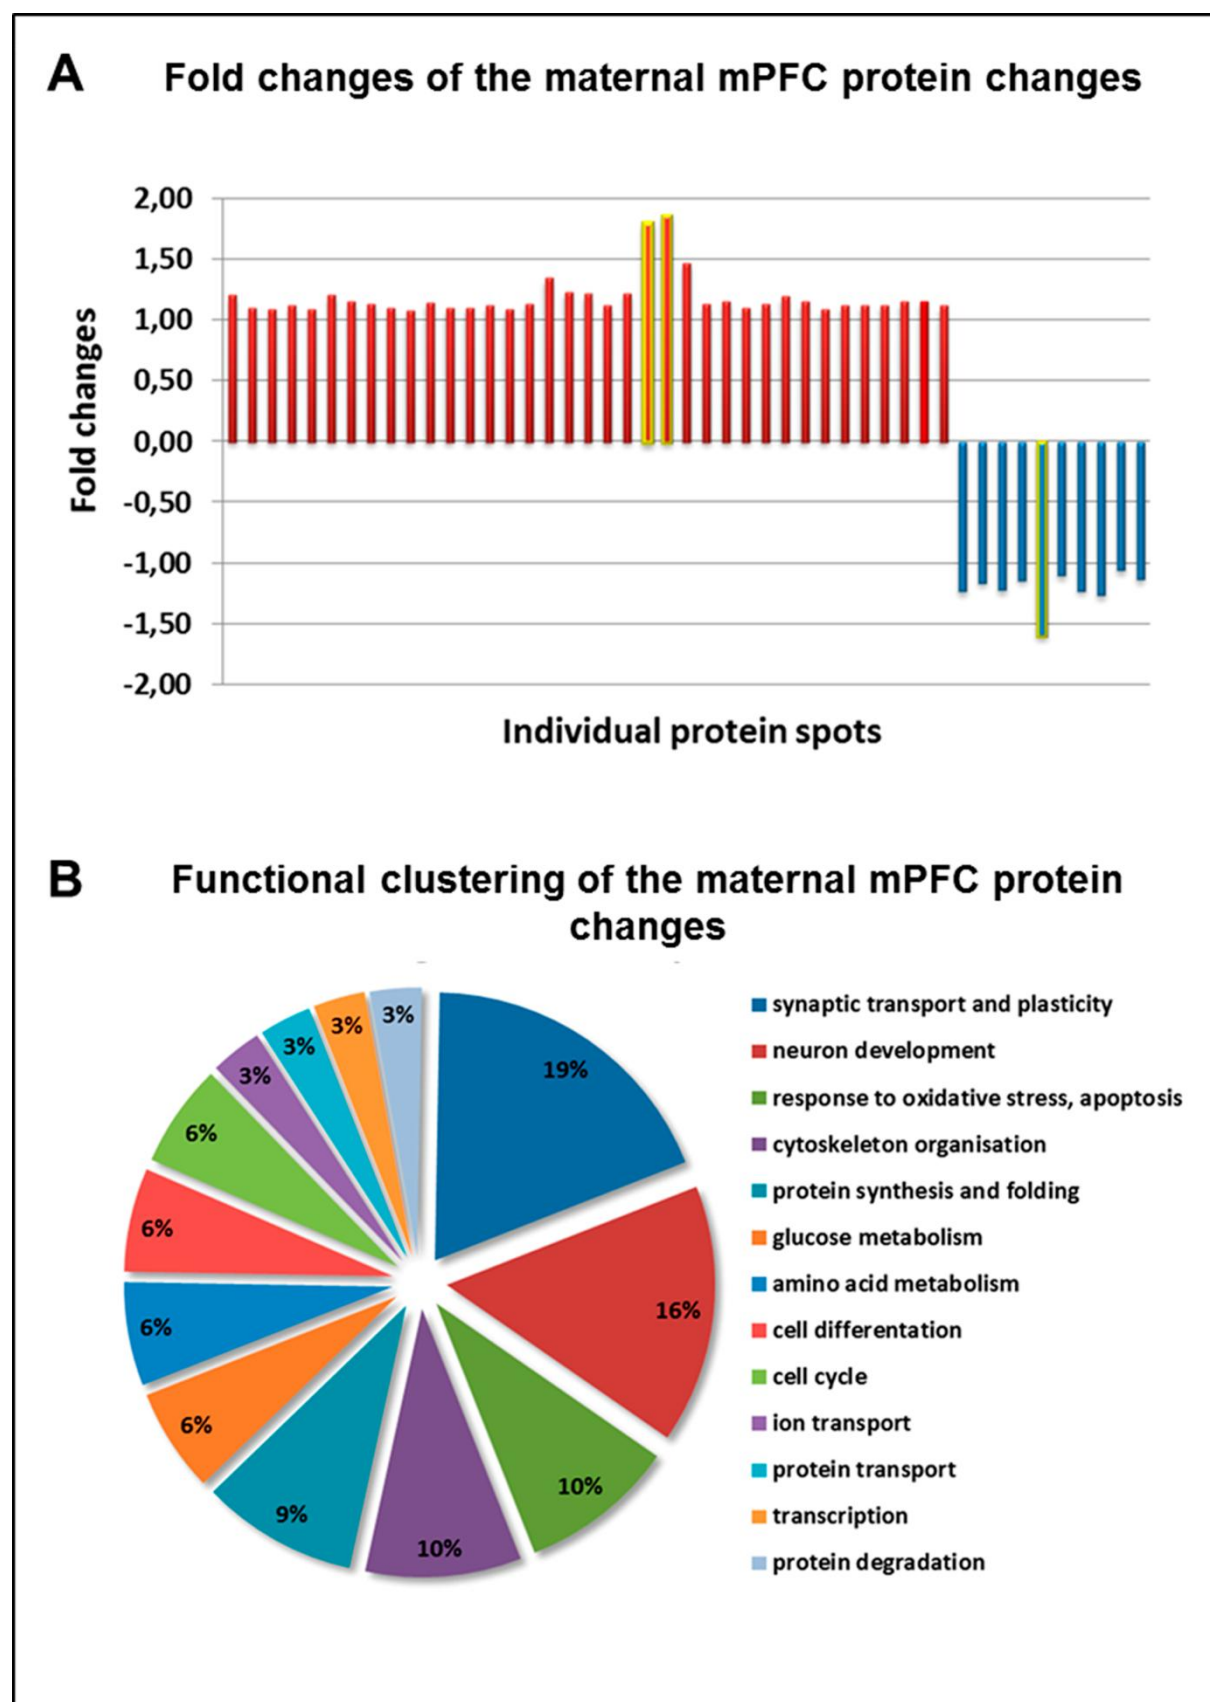 A
Fold changes of the maternal mPFC protein changes
2,00
1,50
1,00
0,50
0,00
-0,50
-1,00
-1,50
-2,00
Fold changes
Individual protein spots
B
Functional clustering of the maternal mPFC protein
changes
19%
16%
10%
10%
9%
6%
6%
6%
6%
3%
3%
3%
3%
synaptic transport and plasticity
neuron development
response to oxidative stress, apoptosis
cytoskeleton organisation
protein synthesis and folding
glucose metabolism
amino acid metabolism
cell differentation
cell cycle
ion transport
protein transport
transcription
protein degradation